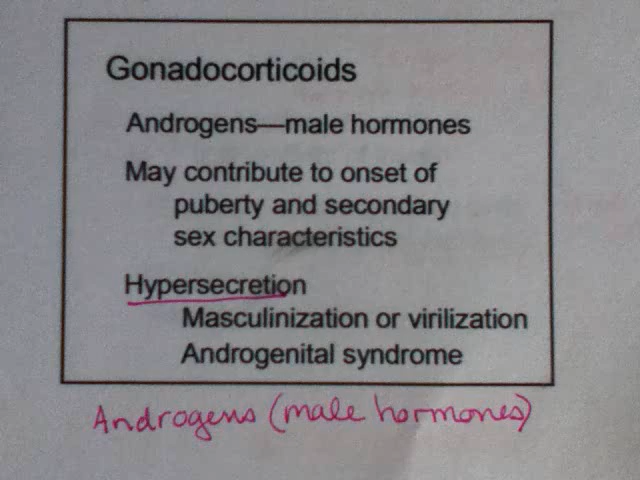 Gonadocorticoids
Androgens—male hormones
May contribute to onset of
puberty and secondary
sex characteristics
Hypersecretion
Masculinization or virilization
Androgenital syndrome
Androgens (male hormones)